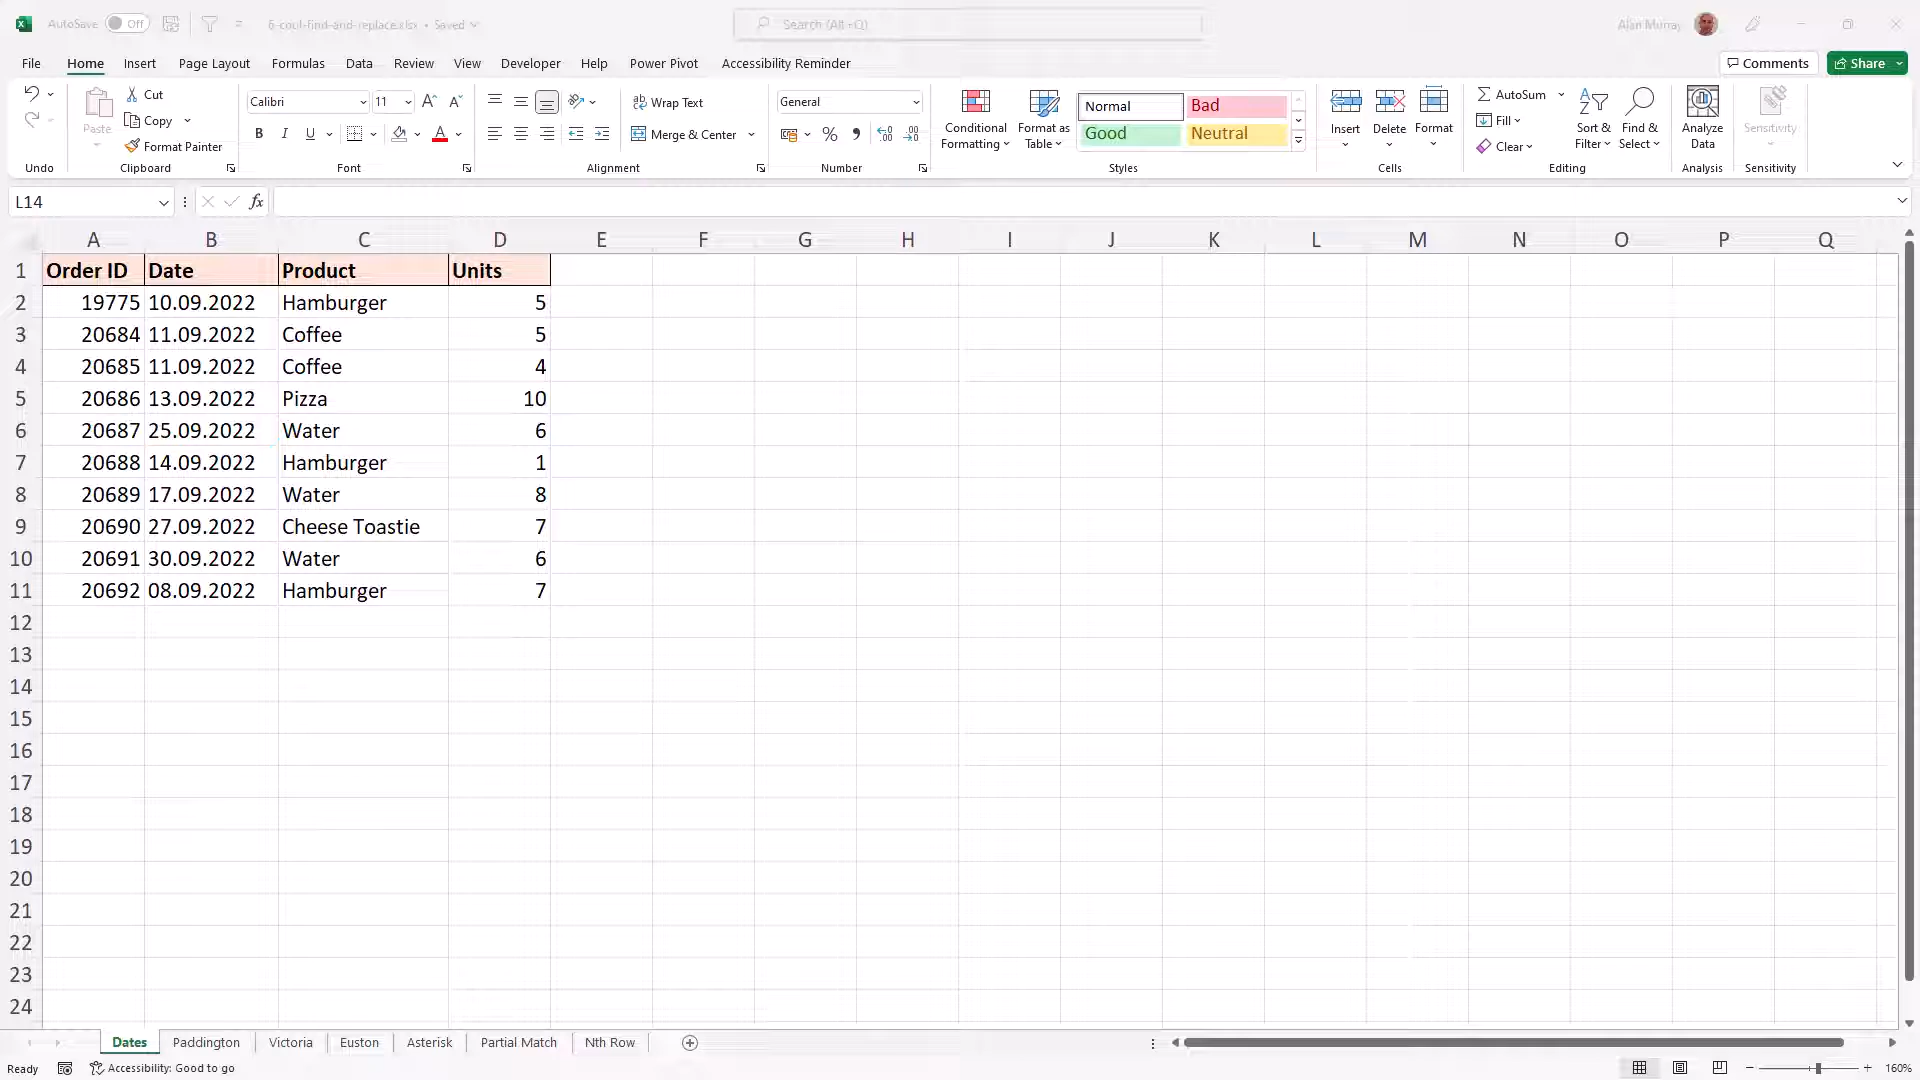 AutoSave Off 6-cool-find-and-replace.xlsx • Saved Search (Alt+Q) Alan Murray
File Home Insert Page Layout Formulas Data Review View Developer Help Power Pivot Accessibility Reminder Comments Share
Cut
Copy
Format Painter
Paste
Undo
Clipboard
Calibri 11
B I U
Font
Wrap Text
Merge & Center
Alignment
General
Number
Conditional Formatting
Format as Table
Normal Bad
Good Neutral
Styles
Insert Delete Format
Cells
AutoSum
Fill
Clear
Sort & Filter
Find & Select
Editing
Analyze Data
Analysis
Sensitivity
Sensitivity
L14 fx
A B C D E F G H I J K L M N O P Q
1 Order ID Date Product Units
2 19775 10.09.2022 Hamburger 5
3 20684 11.09.2022 Coffee 5
4 20685 11.09.2022 Coffee 4
5 20686 13.09.2022 Pizza 10
6 20687 25.09.2022 Water 6
7 20688 14.09.2022 Hamburger 1
8 20689 17.09.2022 Water 8
9 20690 27.09.2022 Cheese Toastie 7
10 20691 30.09.2022 Water 6
11 20692 08.09.2022 Hamburger 7
12
13
14
15
16
17
18
19
20
21
22
23
24
Dates Paddington Victoria Euston Asterisk Partial Match Nth Row
Ready Accessibility: Good to go 160%